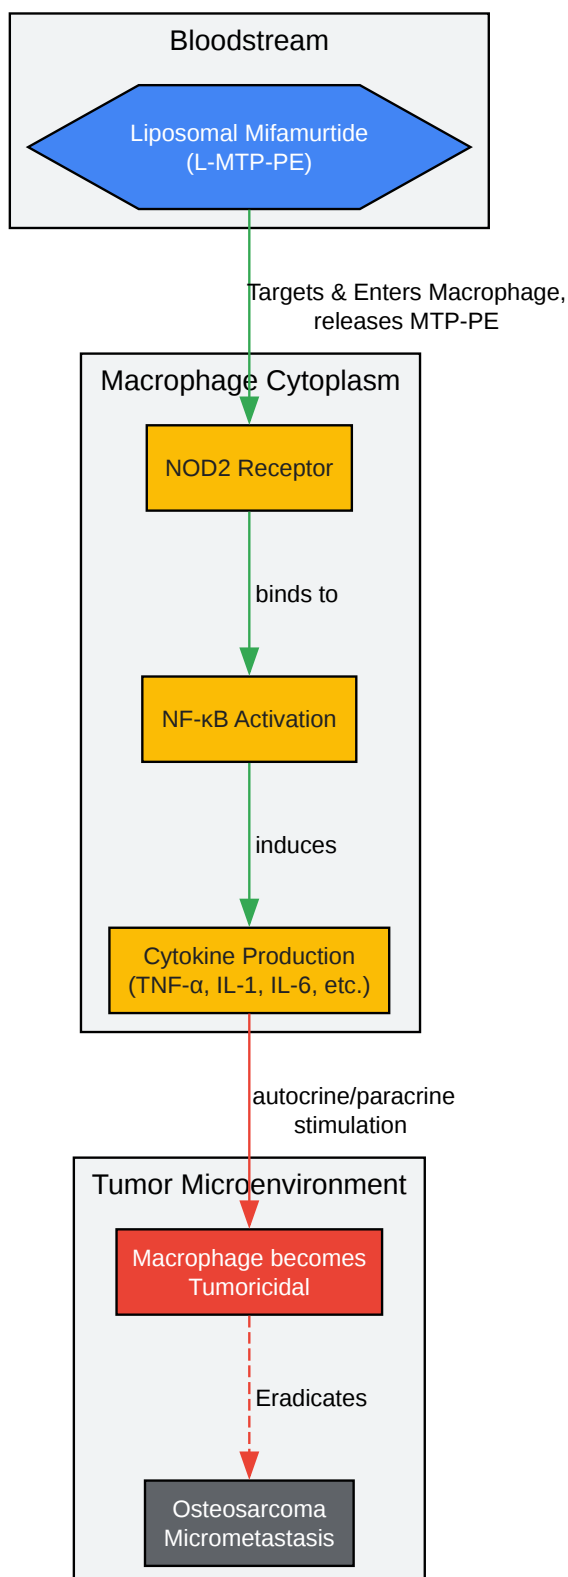 Bloodstream
Liposomal Mifamurtide
(L-MTP-PE)
Targets & Enters Macrophage,
releases MTP-PE
Macrophage Cytoplasm
NOD2 Receptor
binds to
NF-κB Activation
induces
Cytokine Production
(TNF-α, IL-1, IL-6, etc.)
autocrine/paracrine
stimulation
Tumor Microenvironment
Macrophage becomes
Tumoricidal
Eradicates
Osteosarcoma
Micrometastasis